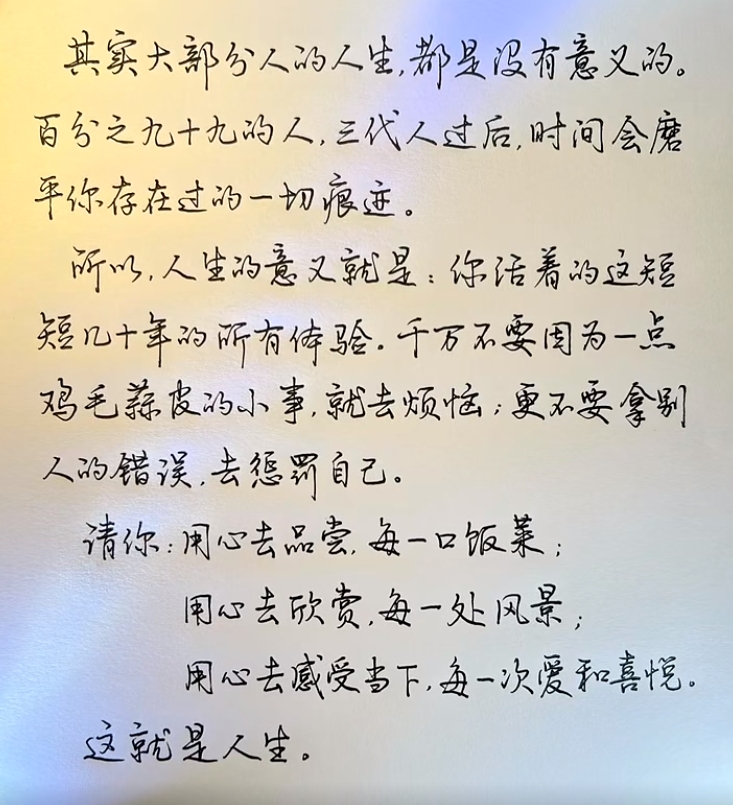 其实大部分人的人生,都是没有意义的。
百分之九十九的人,三代人过后,时间会磨
平你存在过的一切痕迹。
所以,人生的意义就是:你活着的这短
短几十年的所有体验。千万不要因为一点
鸡毛蒜皮的小事,就去烦恼;更不要拿别
人的错误,去惩罚自己。
请你:用心去品尝,每一口饭菜;
用心去欣赏,每一处风景;
用心去感受当下,每一次爱和喜悦。
这就是人生。